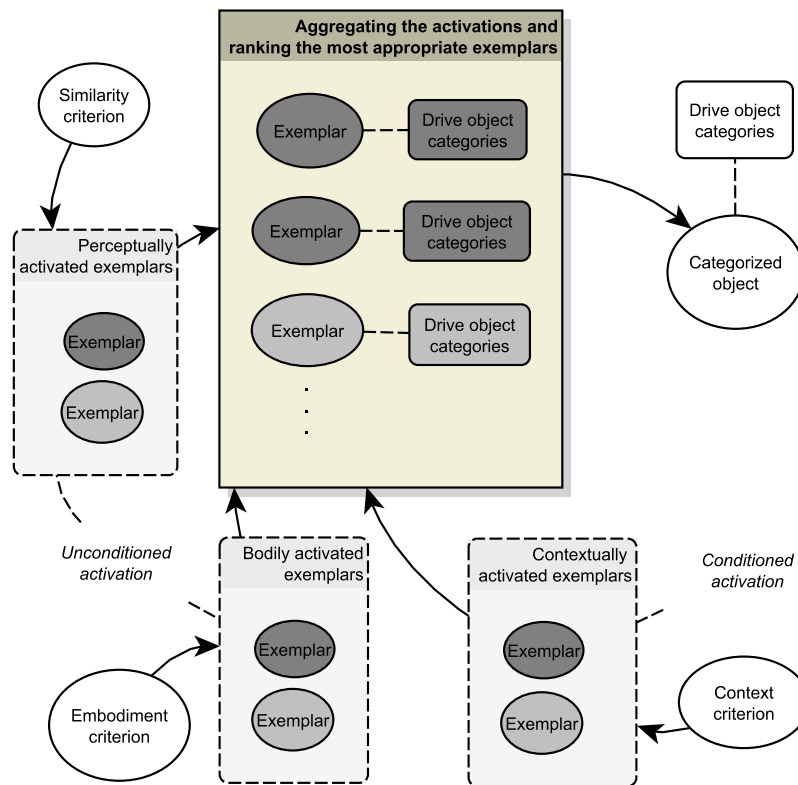 Aggregating the activations and
ranking the most appropriate exemplars
Similarity
criterion
Exemplar
Drive object
categories
Drive object
categories
Exemplar
Drive object
categories
Perceptually
activated exemplars
Categorized
object
Exemplar
Drive object
categories
Exemplar
Exemplar
Unconditioned
activation
Bodily activated
exemplars
Contextually
activated exemplars
Conditioned
activation
Exemplar
Exemplar
Embodiment
criterion
Exemplar
Exemplar
Context
criterion